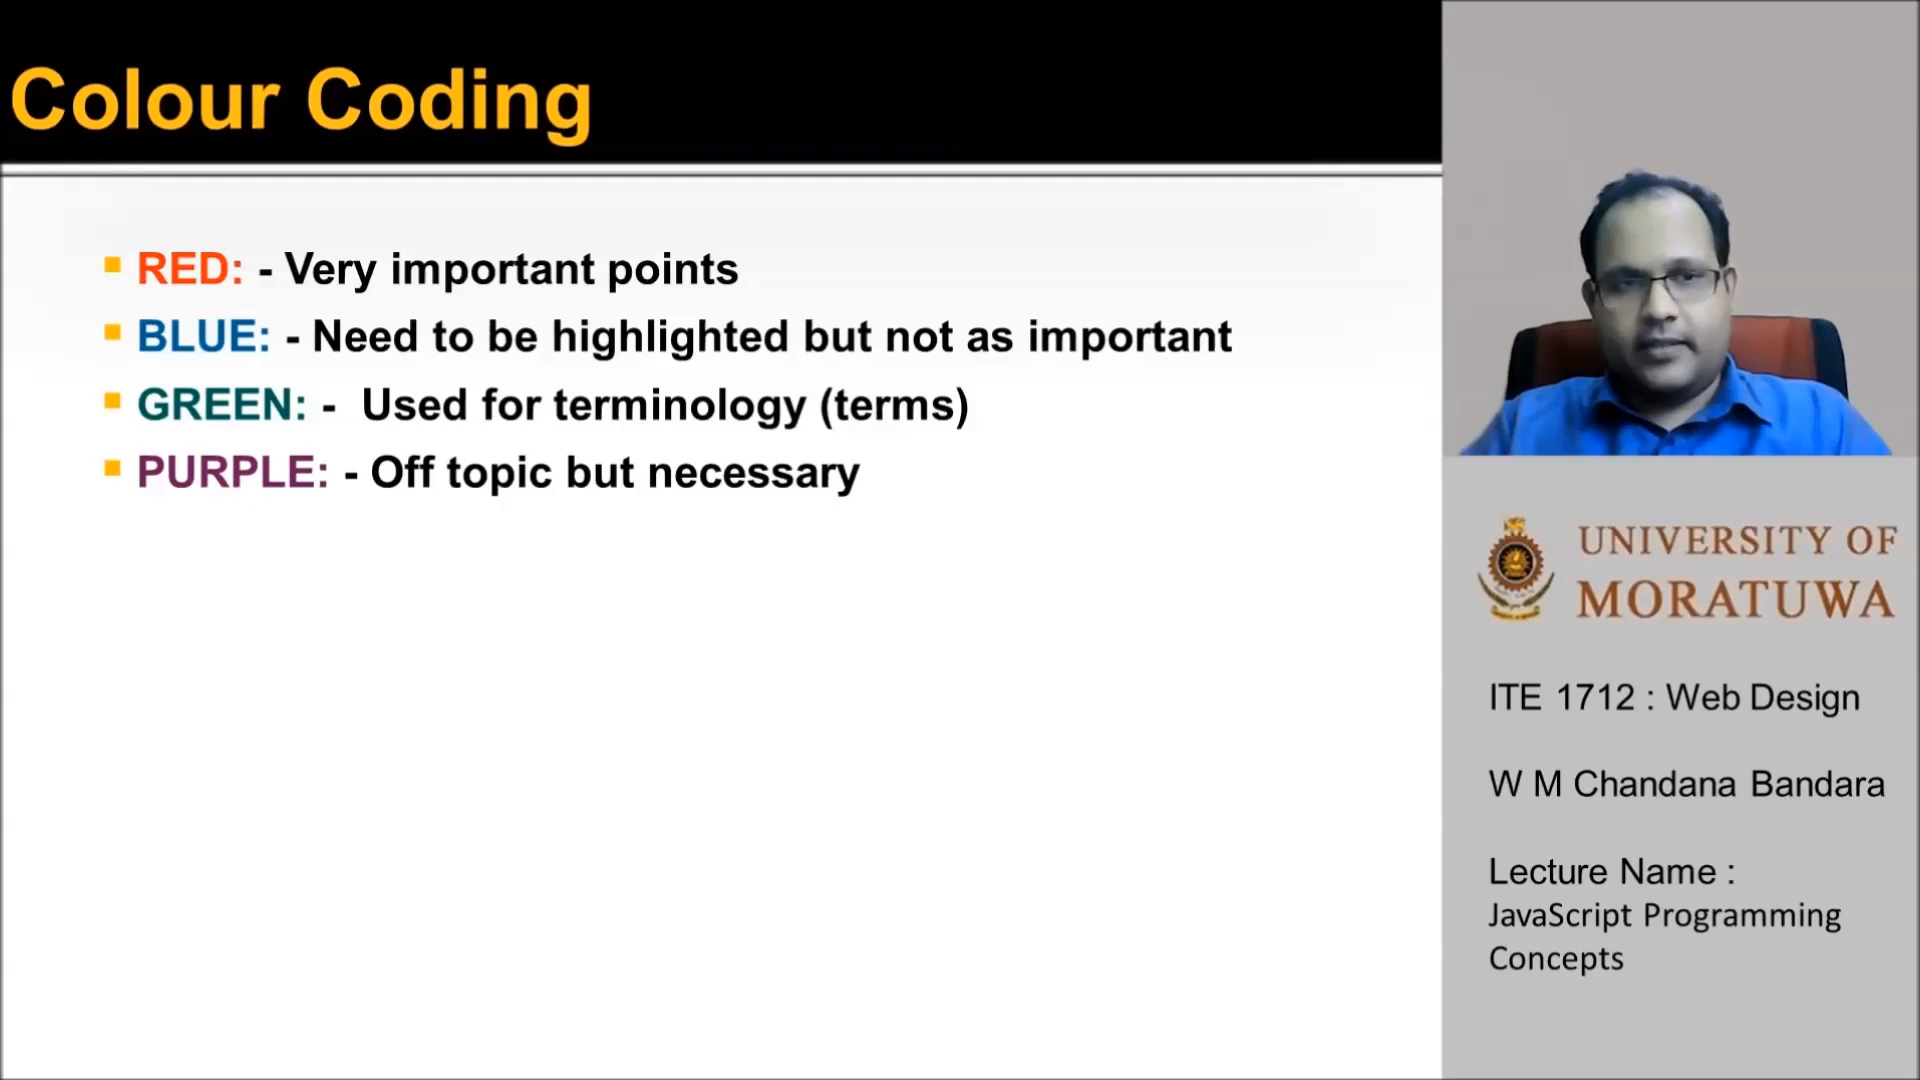 Colour Coding
RED: - Very important points
BLUE: - Need to be highlighted but not as important
GREEN: -  Used for terminology (terms)
PURPLE: - Off topic but necessary
UNIVERSITY OF
MORATUWA
ITE 1712 : Web Design
W M Chandana Bandara
Lecture Name :
JavaScript Programming
Concepts